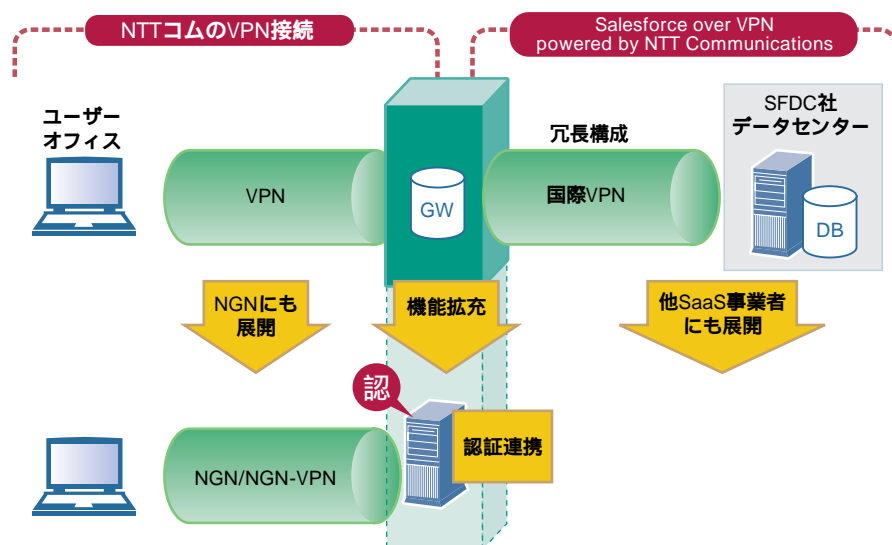 NTTコムのVPN接続
Salesforce over VPN
powered by NTT Communications
ユーザー
オフィス
VPN
GW
冗長構成
国際VPN
SFDC社
データセンター
DB
NGNにも
展開
機能拡充
他SaaS事業者
にも展開
認
認証連携
NGN/NGN-VPN